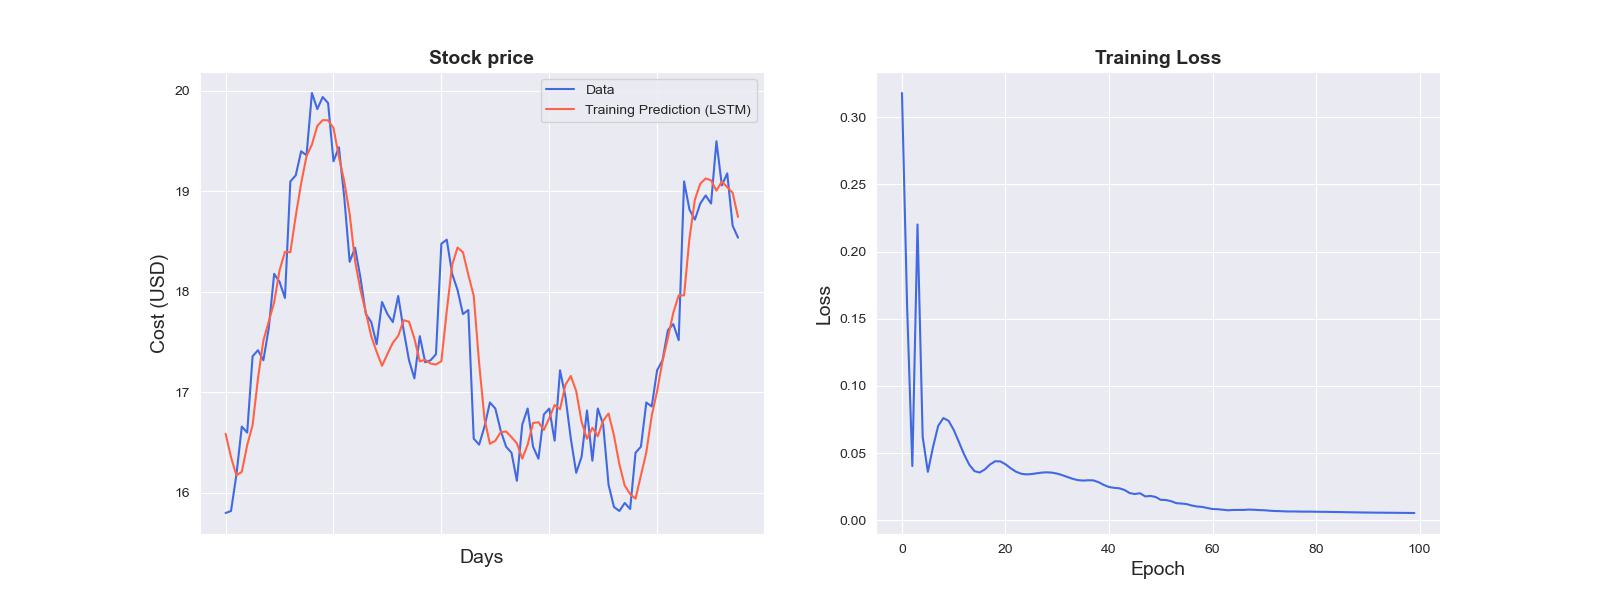 Stock price
Data
Training Prediction (LSTM)
20
19
18
17
16
Cost (USD)
Days
Training Loss
0.30
0.25
0.20
0.15
0.10
0.05
0.00
Loss
0
20
40
60
80
100
Epoch